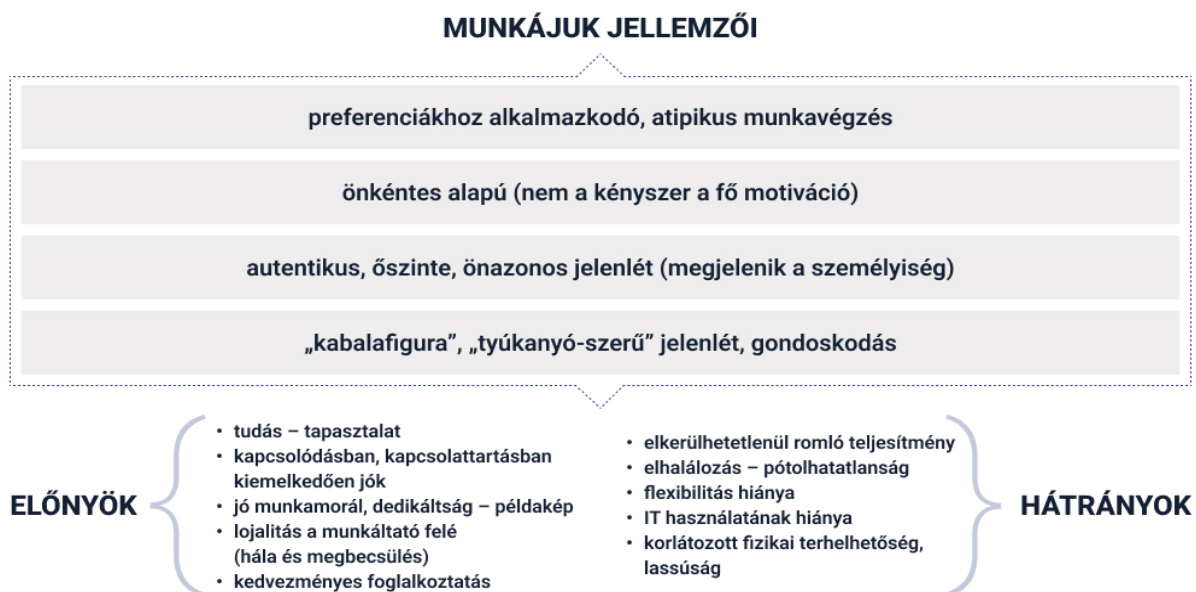 MUNKÁJUK JELLEMZŐI
preferenciákhoz alkalmazkodó, atipikus munkavégzés
önkéntes alapú (nem a kényszer a fő motiváció)
autentikus, őszinte, önazonos jelenlét (megjelenik a személyiség)
„kabalafigura”, „tyúkanyó-szerű” jelenlét, gondoskodás
ELŐNYÖK
• tudás – tapasztalat
• kapcsolódásban, kapcsolattartásban
kiemelkedően jók
• jó munkamorál, dedikáltság – példakép
• lojalitás a munkáltató felé
(hála és megbecsülés)
• kedvezményes foglalkoztatás
• elkerülhetetlenül romló teljesítmény
• elhalálozás – pótolhatatlanság
• flexibilitás hiánya
• IT használatának hiánya
• korlátozott fizikai terhelhetőség,
lassúság
HÁTRÁNYOK